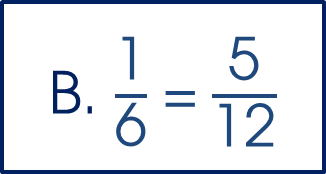 B. 1/6 = 5/12